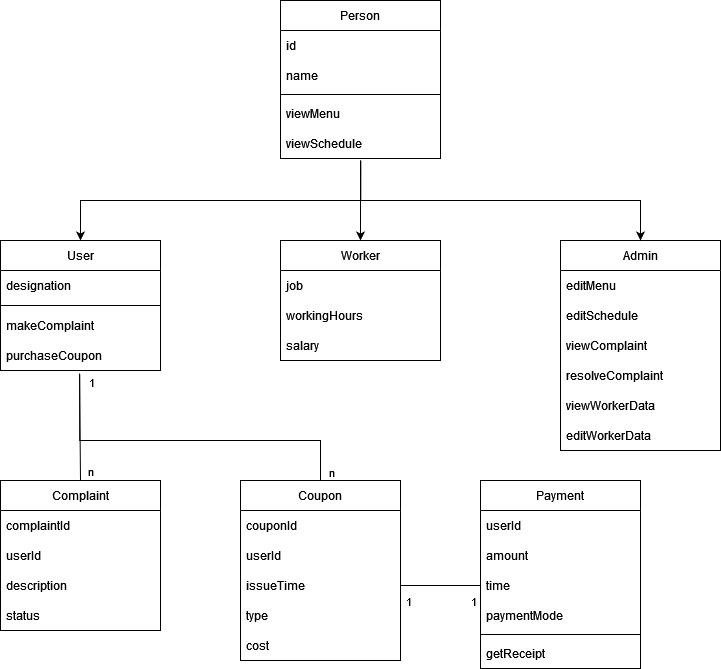 Person
id
name
viewMenu
viewSchedule
User
designation
makeComplaint
purchaseCoupon
Worker
job
workingHours
salary
Admin
editMenu
editSchedule
viewComplaint
resolveComplaint
viewWorkerData
editWorkerData
1
n
n
Complaint
complaintId
userId
description
status
Coupon
couponId
userId
issueTime
type
cost
1
1
Payment
userId
amount
time
paymentMode
getReceipt